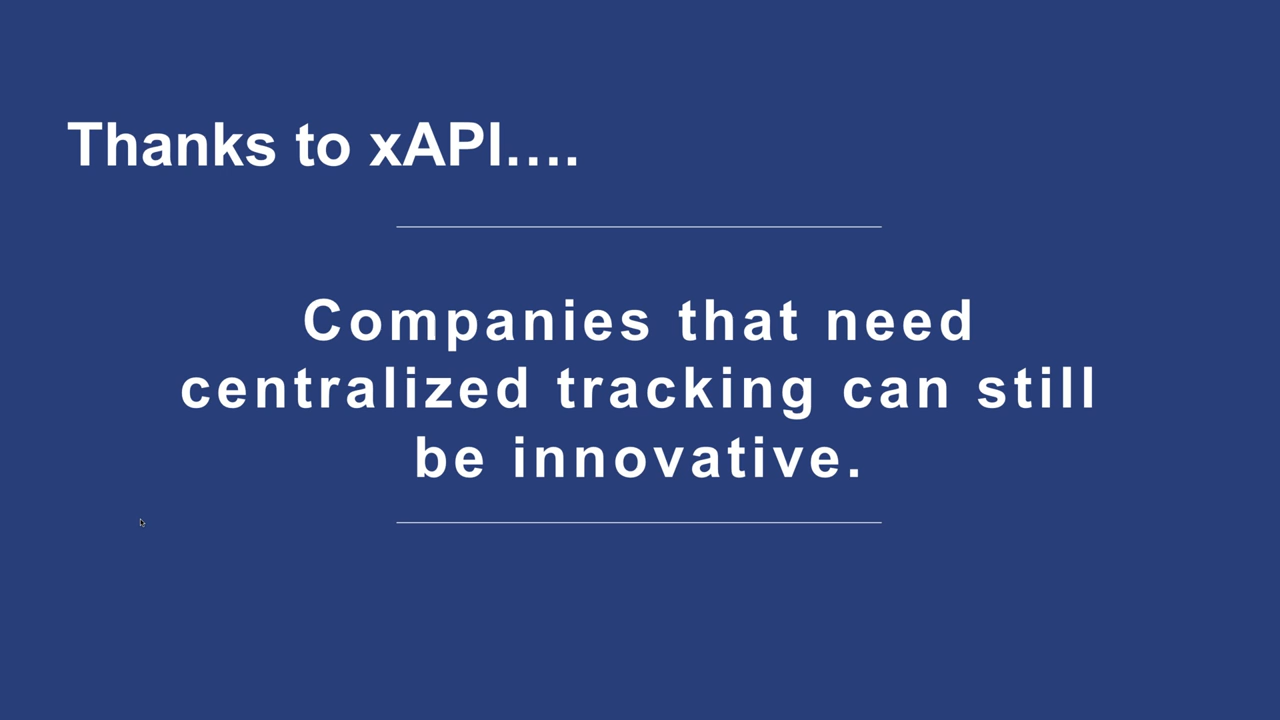 Thanks to xAPI....
Companies that need
centralized tracking can still
be innovative.